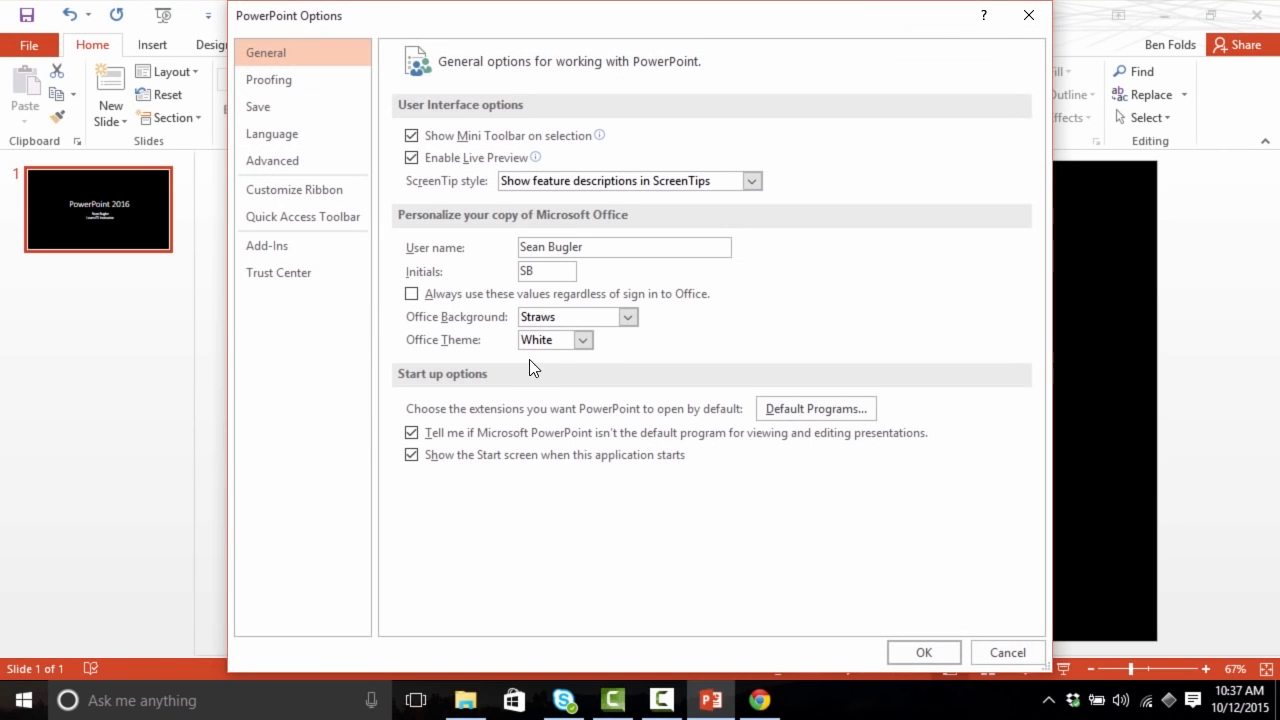 PowerPoint Options
?
File
Home
Insert
Desig
Ben Folds
Share
Paste
New
Slide
Layout
Reset
Section
Clipboard
Slides
ill
utline
ffects
Find
Replace
Select
Editing
1
PowerPoint 2016
Sean Bugler
General
Proofing
Save
Language
Advanced
Customize Ribbon
Quick Access Toolbar
Add-Ins
Trust Center
General options for working with PowerPoint.
User Interface options
Show Mini Toolbar on selection
Enable Live Preview
ScreenTip style: Show feature descriptions in ScreenTips
Personalize your copy of Microsoft Office
User name: Sean Bugler
Initials: SB
Always use these values regardless of sign in to Office.
Office Background: Straws
Office Theme: White
Start up options
Choose the extensions you want PowerPoint to open by default: Default Programs...
Tell me if Microsoft PowerPoint isn't the default program for viewing and editing presentations.
Show the Start screen when this application starts
OK
Cancel
Slide 1 of 1
67%
Ask me anything
10:37 AM
10/12/2015